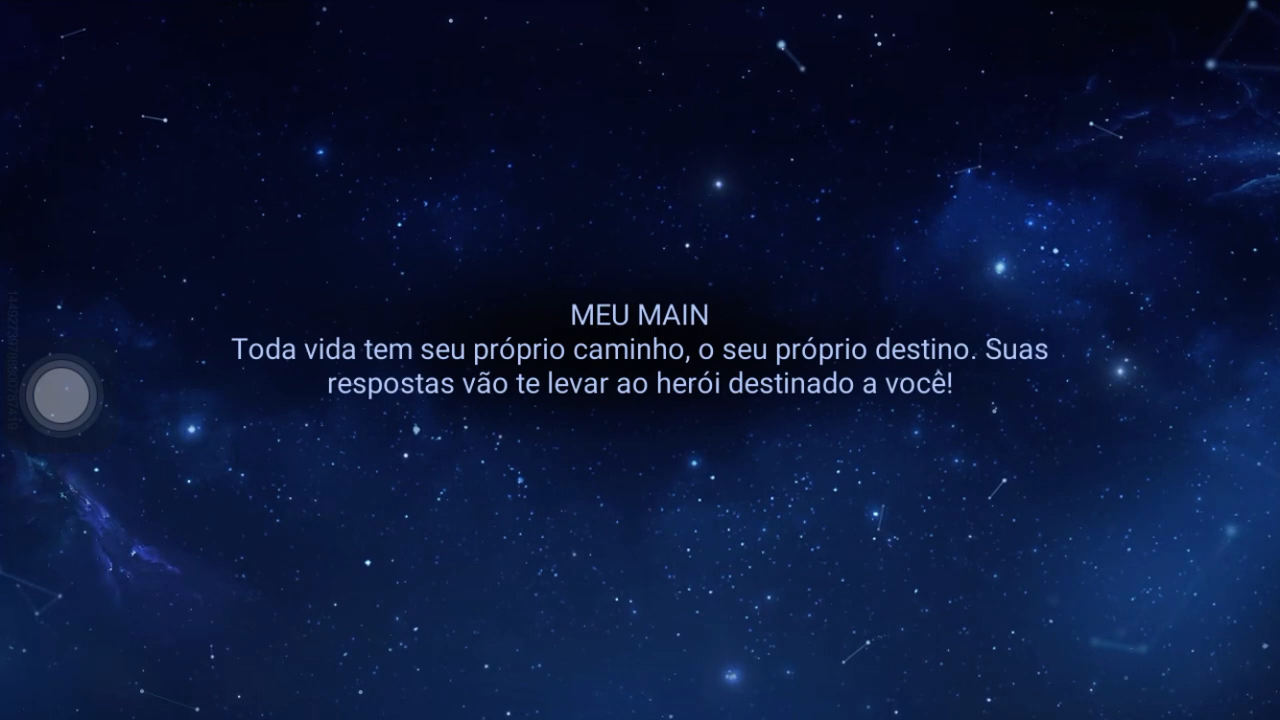 MEU MAIN
Toda vida tem seu próprio caminho, o seu próprio destino. Suas
respostas vão te levar ao herói destinado a você!